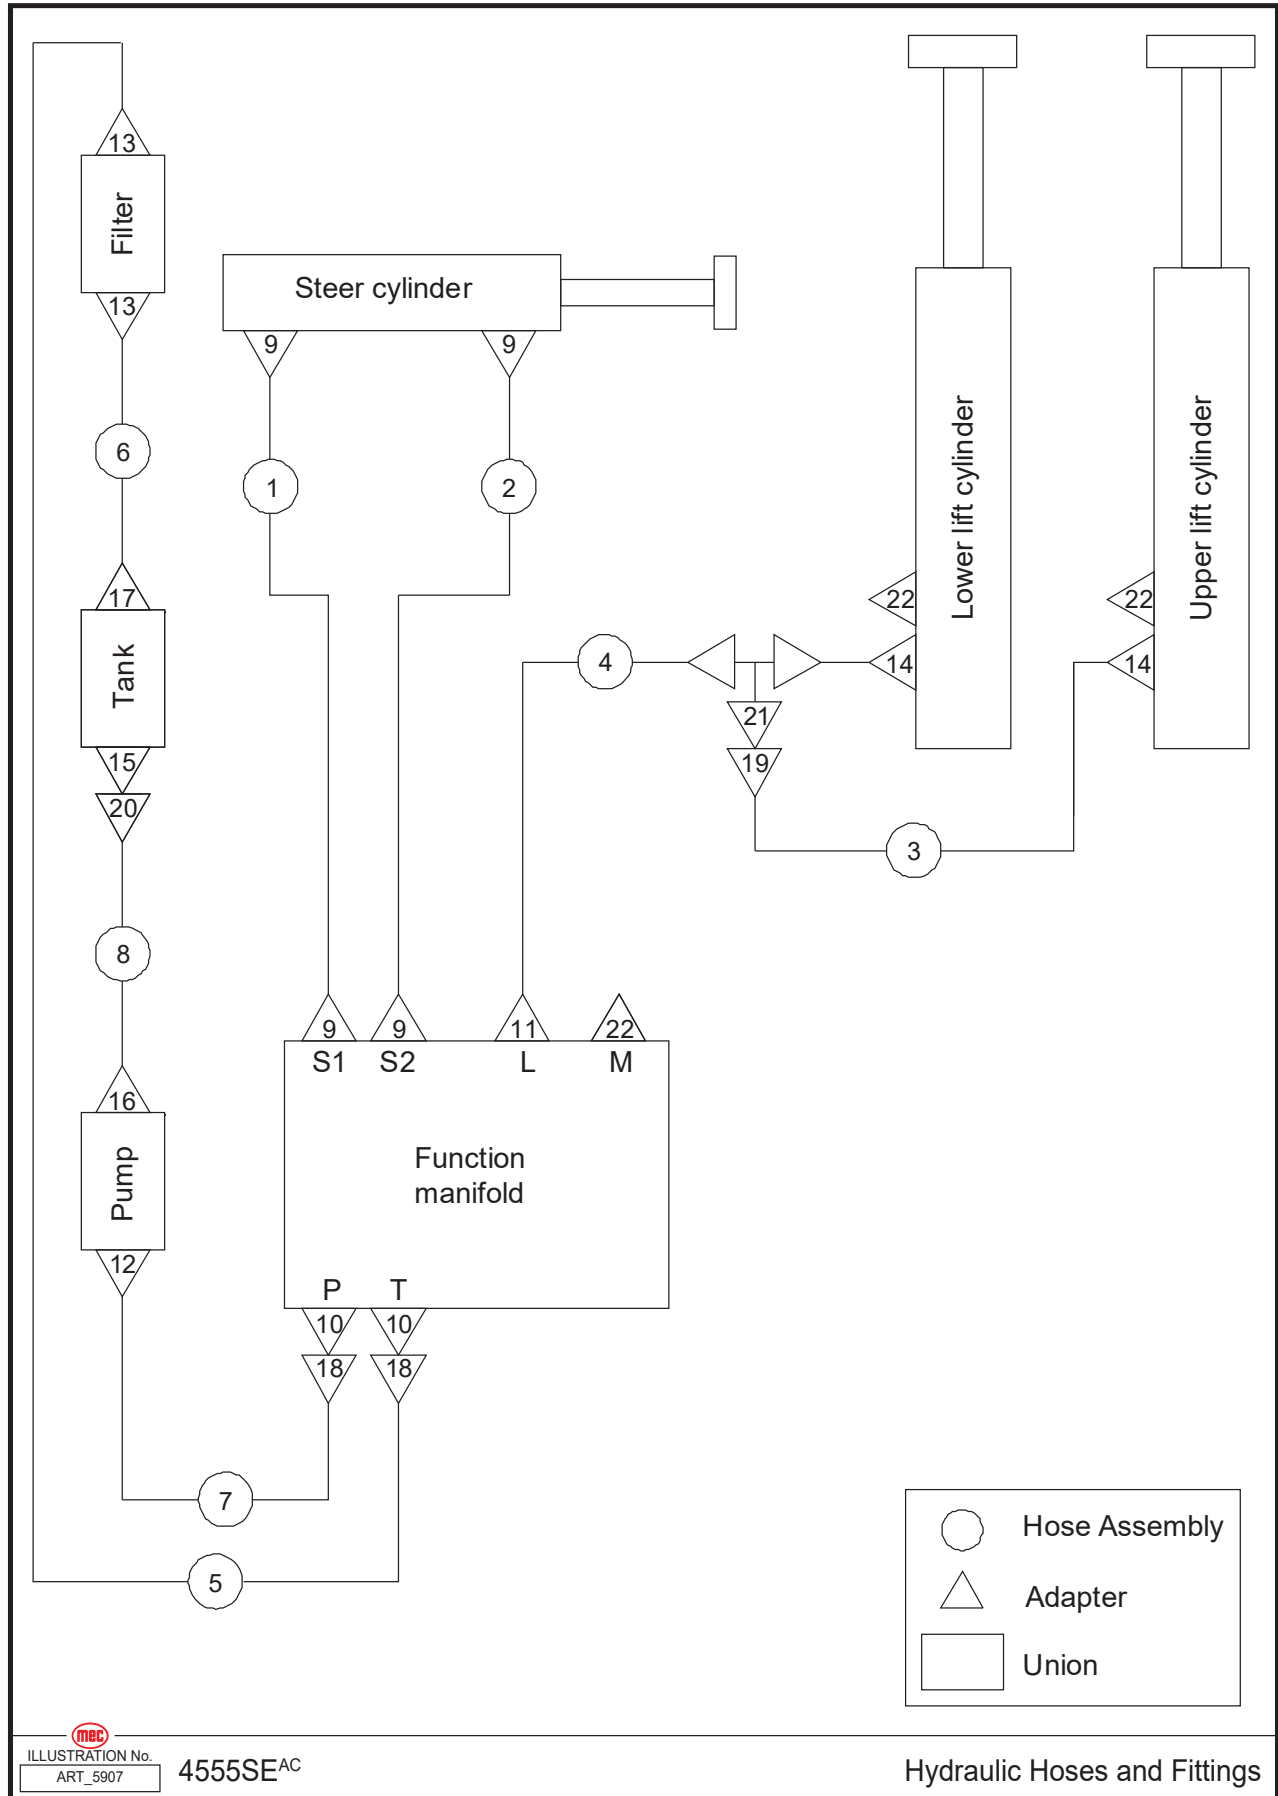 13
Filter
13
6
17
Tank
15
20
8
16
Pump
12
7
5
Steer cylinder
9
9
1
2
Lower lift cylinder
22
14
Upper lift cylinder
22
14
4
21
19
3
9
9
11
22
S1
S2
L
M
Function
manifold
P
T
10
10
18
18
Hose Assembly
Adapter
Union
mec
ILLUSTRATION No.
ART_5907
4555SEAC
Hydraulic Hoses and Fittings